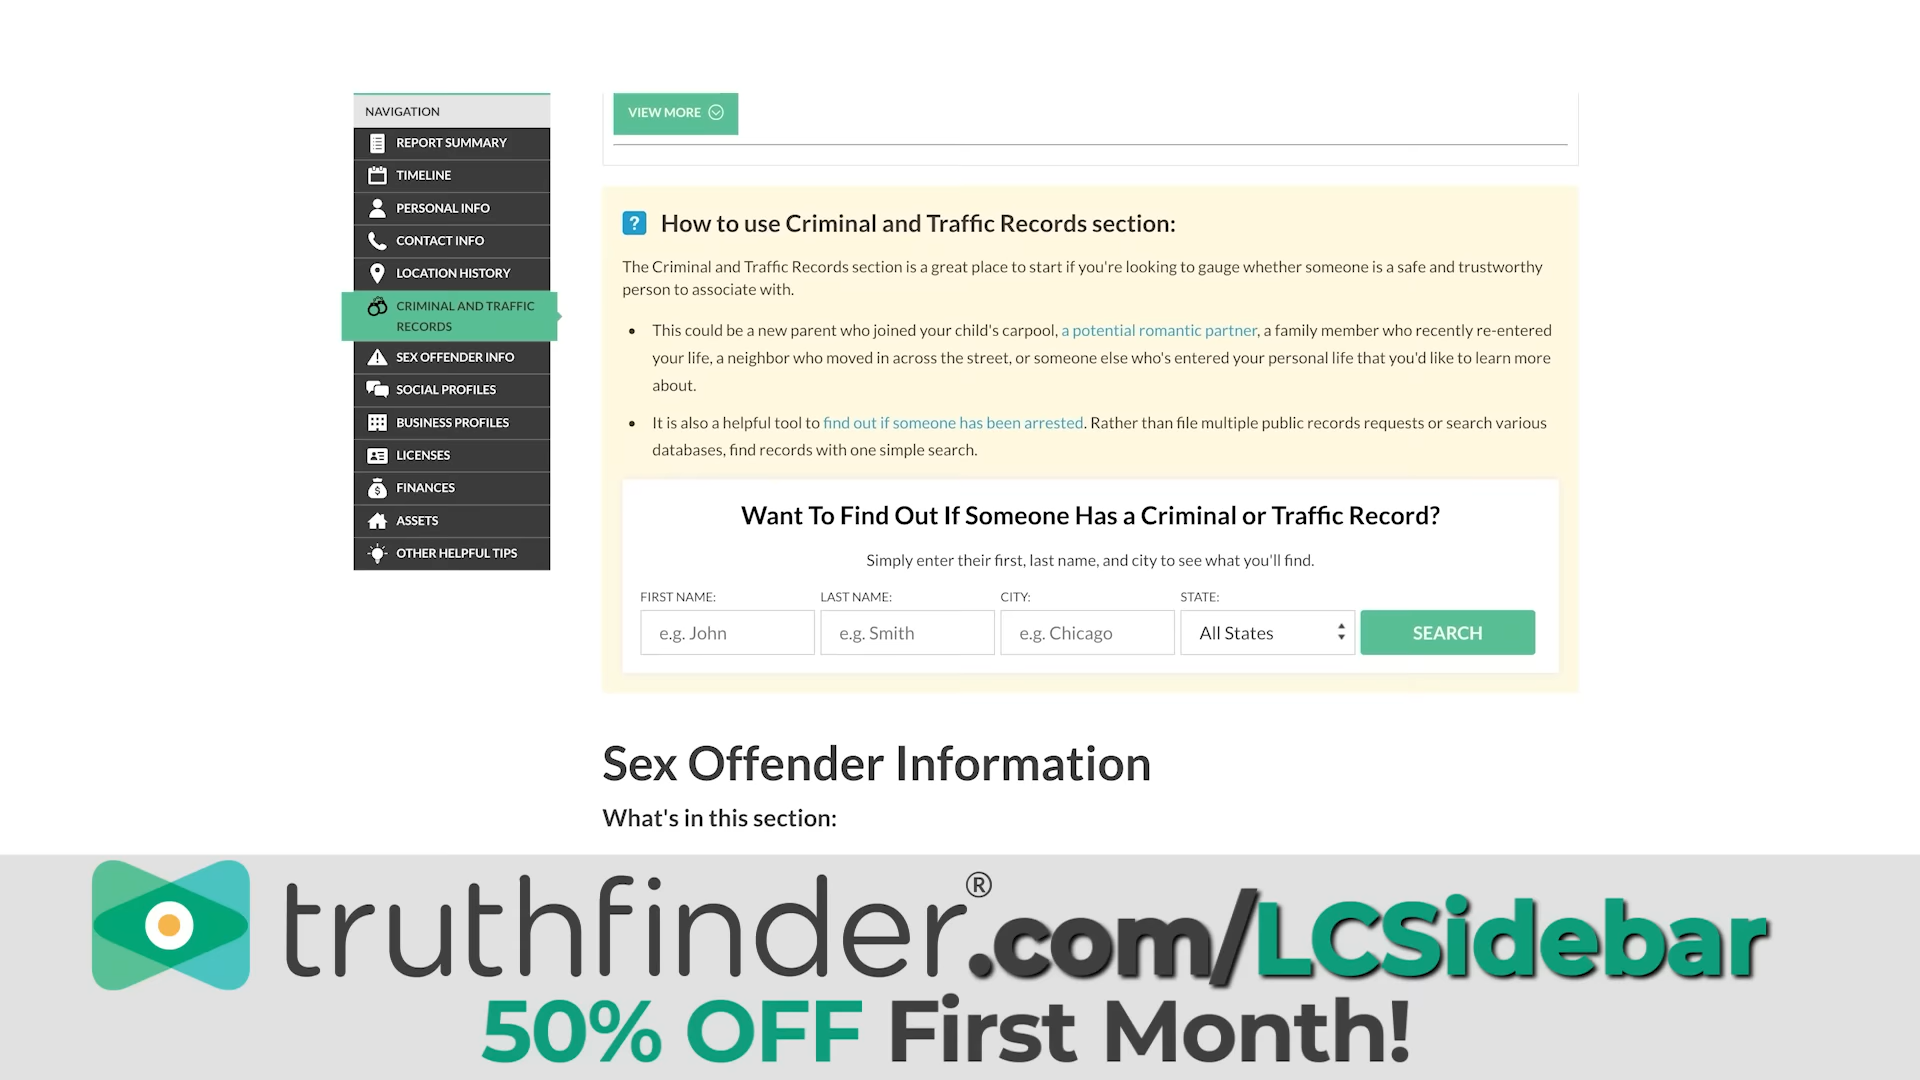 NAVIGATION
REPORT SUMMARY
TIMELINE
PERSONAL INFO
CONTACT INFO
LOCATION HISTORY
CRIMINAL AND TRAFFIC
RECORDS
SEX OFFENDER INFO
SOCIAL PROFILES
BUSINESS PROFILES
LICENSES
FINANCES
ASSETS
OTHER HELPFUL TIPS
VIEW MORE
? How to use Criminal and Traffic Records section:
The Criminal and Traffic Records section is a great place to start if you're looking to gauge whether someone is a safe and trustworthy
person to associate with.
• This could be a new parent who joined your child's carpool, a potential romantic partner, a family member who recently re-entered
your life, a neighbor who moved in across the street, or someone else who's entered your personal life that you'd like to learn more
about.
• It is also a helpful tool to find out if someone has been arrested. Rather than file multiple public records requests or search various
databases, find records with one simple search.
Want To Find Out If Someone Has a Criminal or Traffic Record?
Simply enter their first, last name, and city to see what you'll find.
FIRST NAME: LAST NAME: CITY: STATE:
e.g. John e.g. Smith e.g. Chicago All States SEARCH
Sex Offender Information
What's in this section:
truthfinder®.com/LCSidebar
50% OFF First Month!